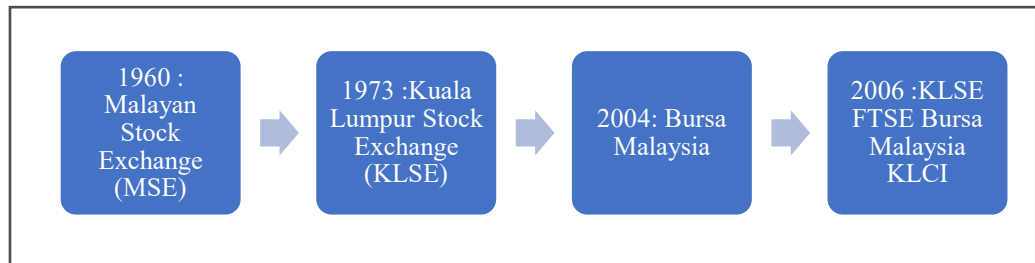 1960 :
Malayan
Stock
Exchange
(MSE)
1973 :Kuala
Lumpur Stock
Exchange
(KLSE)
2004: Bursa
Malaysia
2006 :KLSE
FTSE Bursa
Malaysia
KLCI